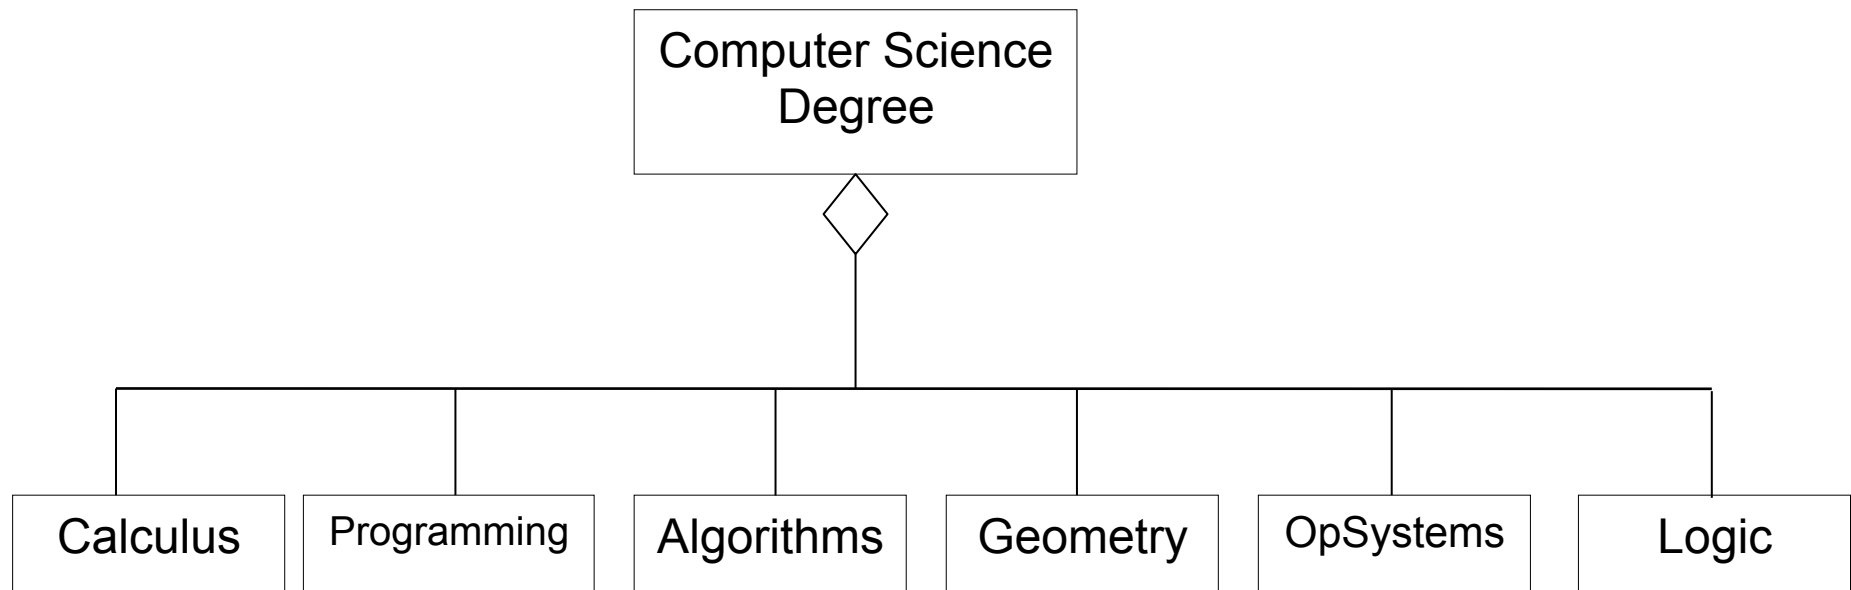 Computer Science
Degree
Calculus
Programming
Algorithms
Geometry
OpSystems
Logic